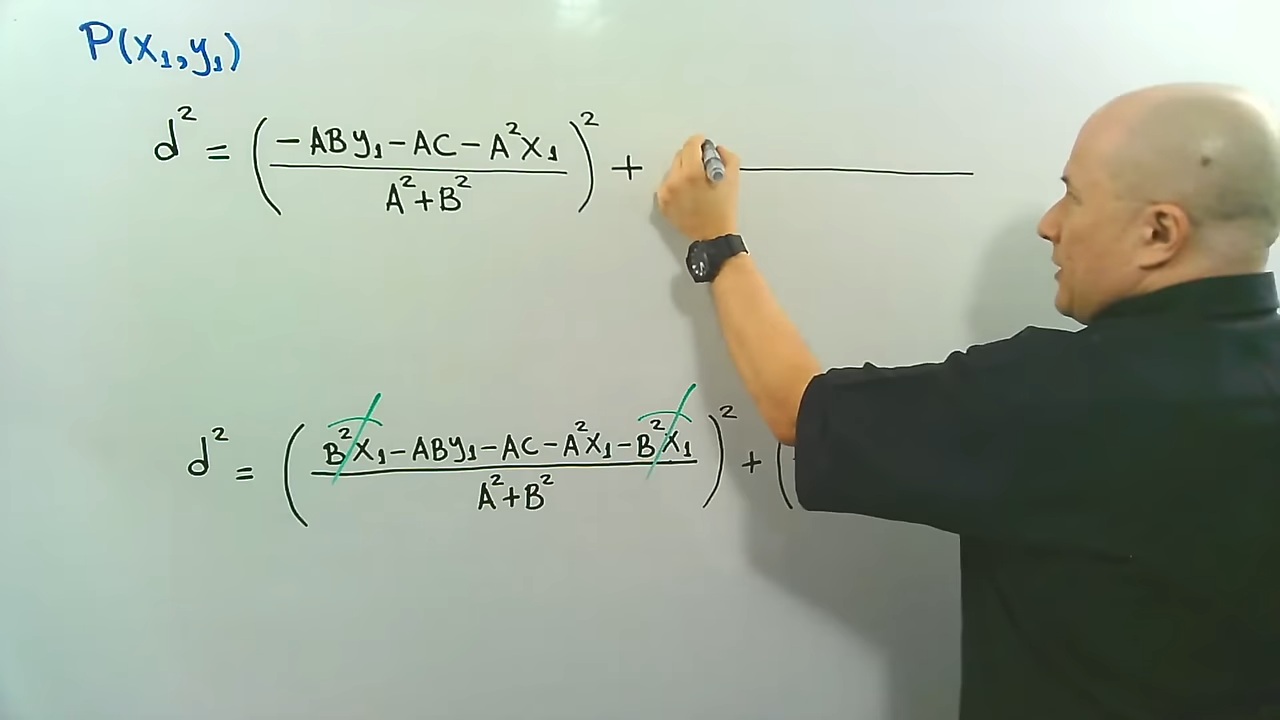 P(x₁,y₁)
d² = ((-ABy₁-AC-A²x₁)/(A²+B²))² +
d² = ((B²x₁-ABy₁-AC-A²x₁-B²x₁)/(A²+B²))² + (